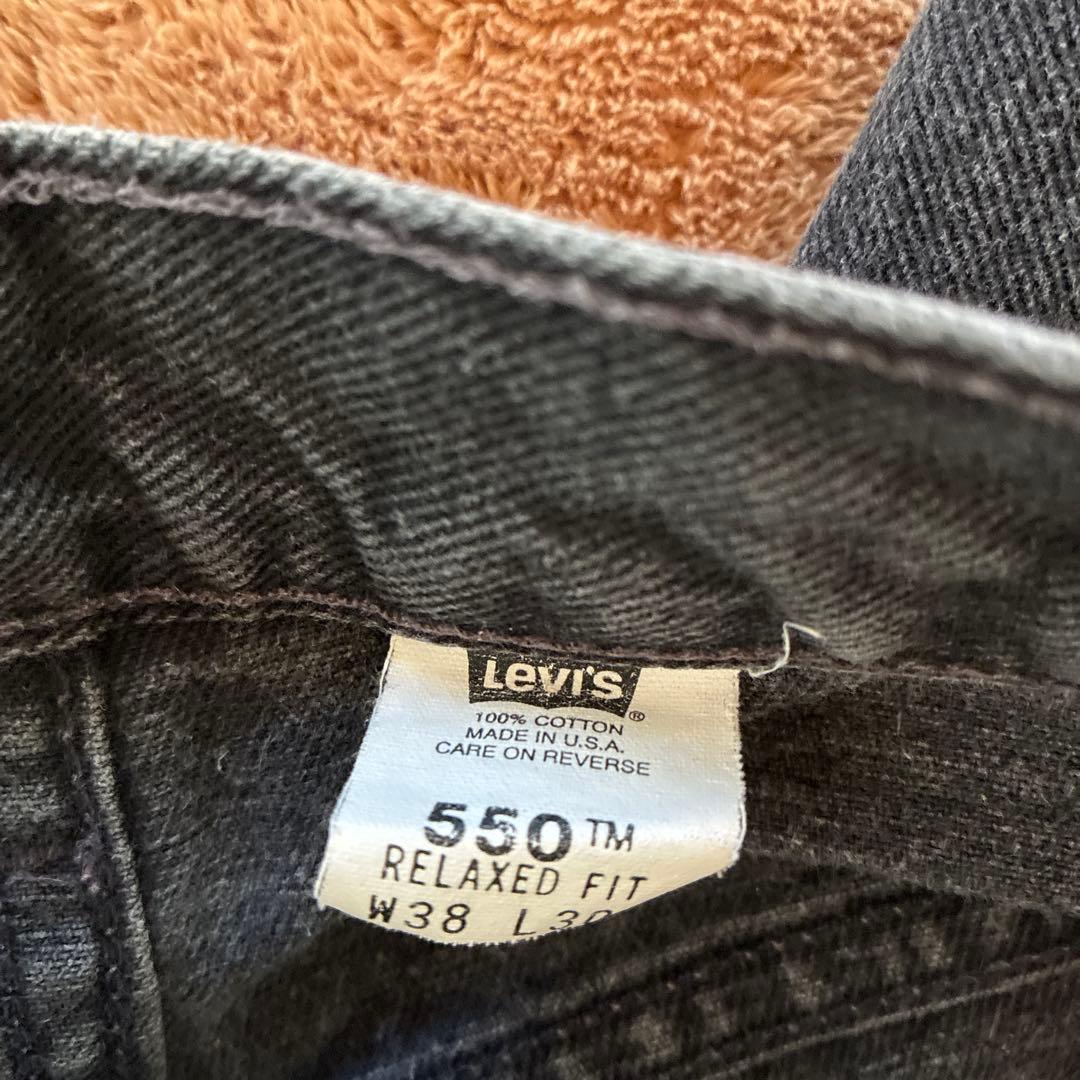 Levi's®
100% COTTON
MADE IN U.S.A.
CARE ON REVERSE
550™
RELAXED FIT
W38